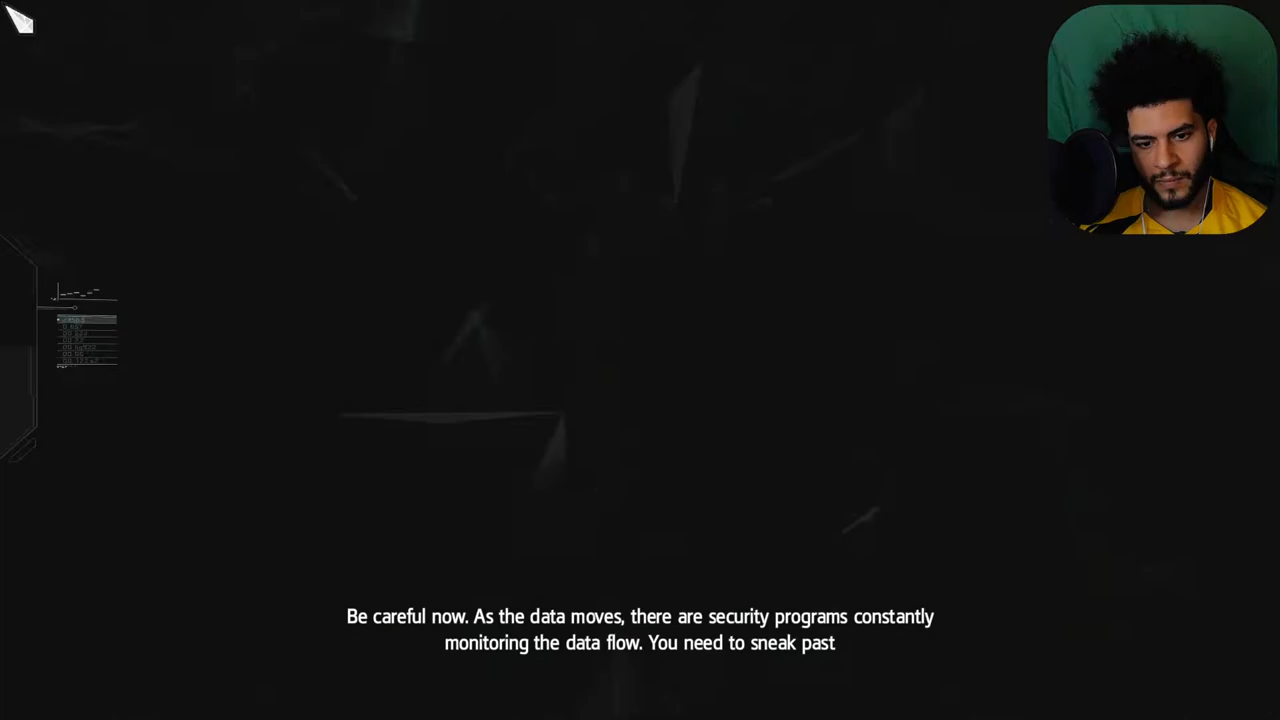 Be careful now. As the data moves, there are security programs constantly
monitoring the data flow. You need to sneak past